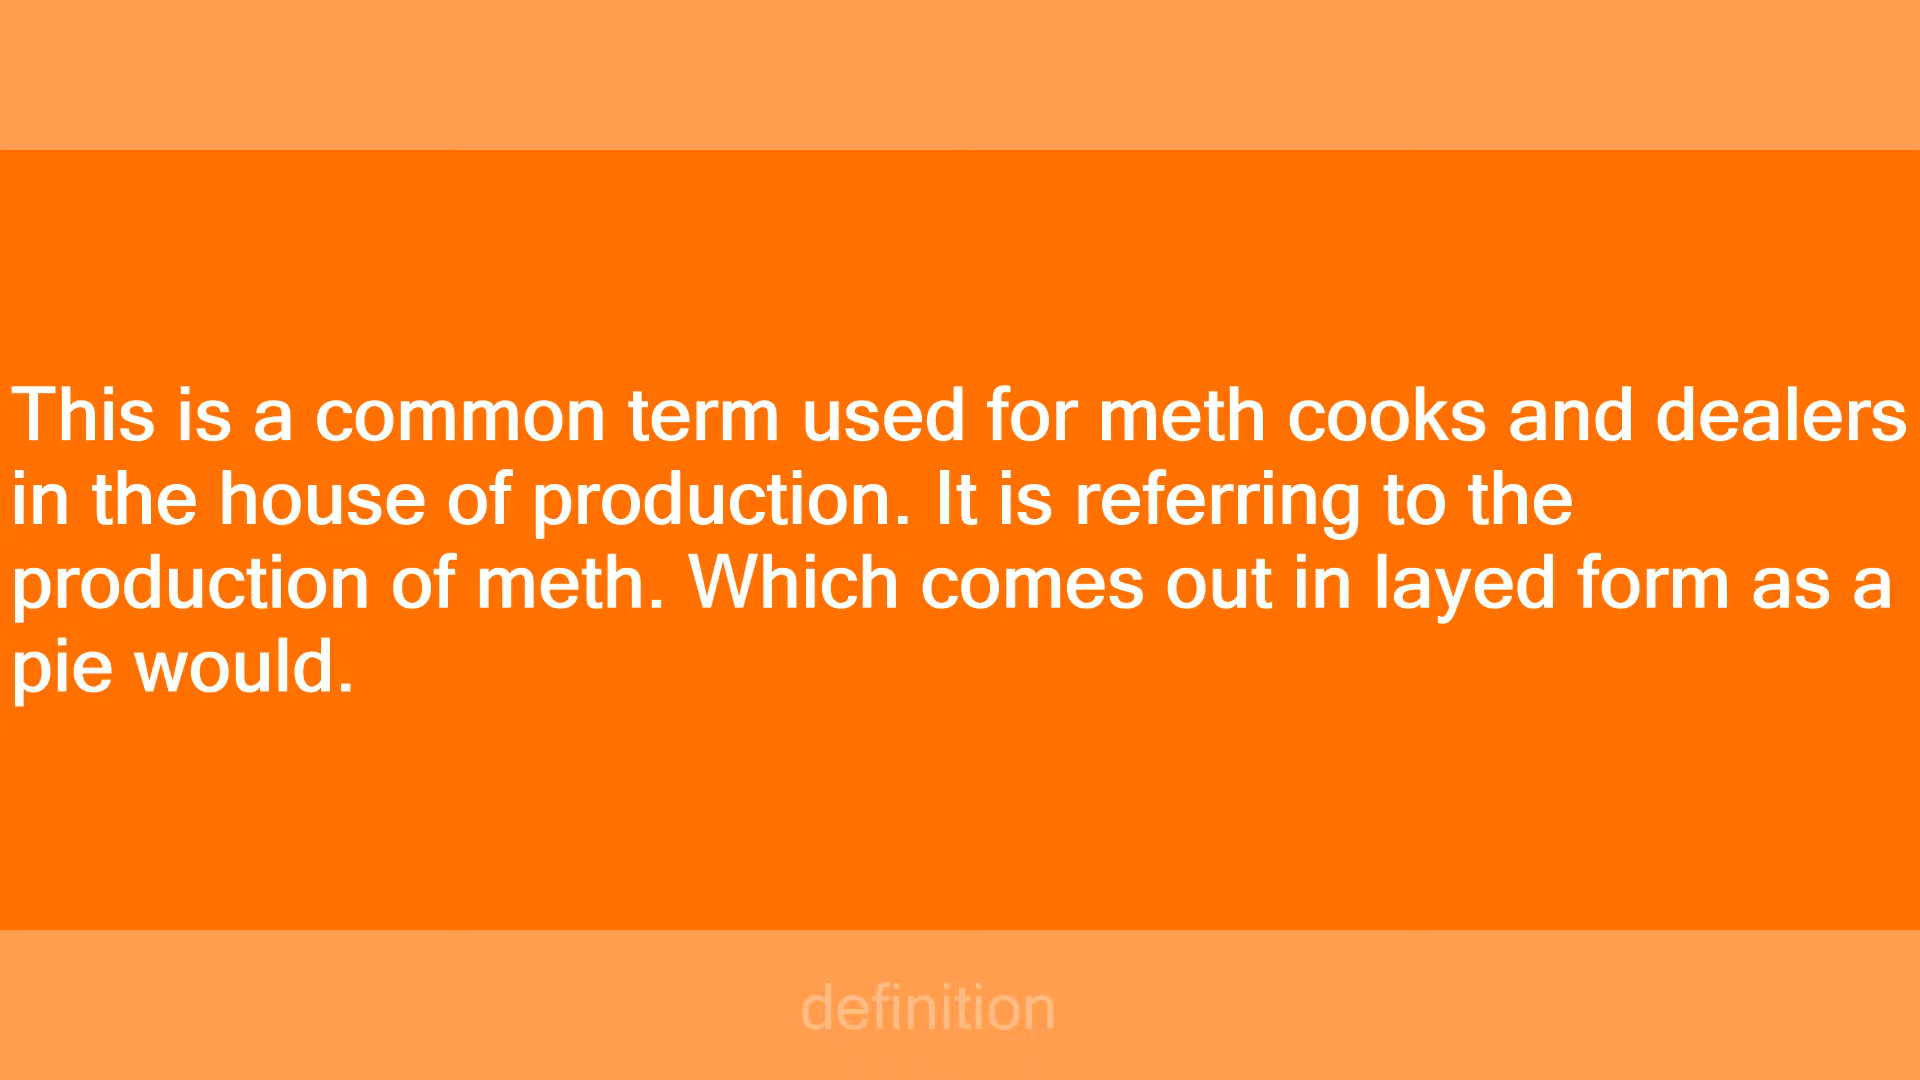 This is a common term used for meth cooks and dealers
in the house of production. It is referring to the
production of meth. Which comes out in layed form as a
pie would.
definition